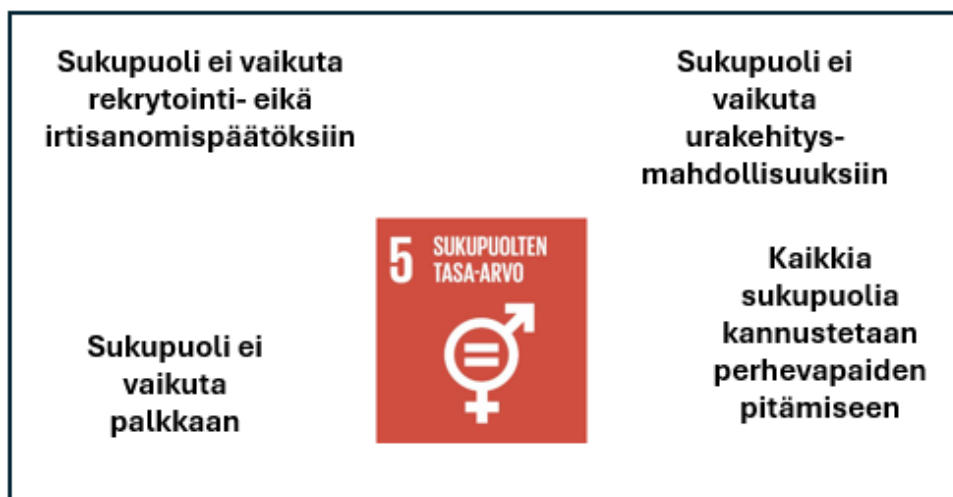 Sukupuoli ei vaikuta
rekrytointi- eikä
irtisanomispäätöksiin
Sukupuoli ei
vaikuta
urakehitys-
mahdollisuuksiin
5 SUKUPUOLTEN
TASA-ARVO
Sukupuoli ei
vaikuta
palkkaan
Kaikkia
sukupuolia
kannustetaan
perhevapaiden
pitämiseen